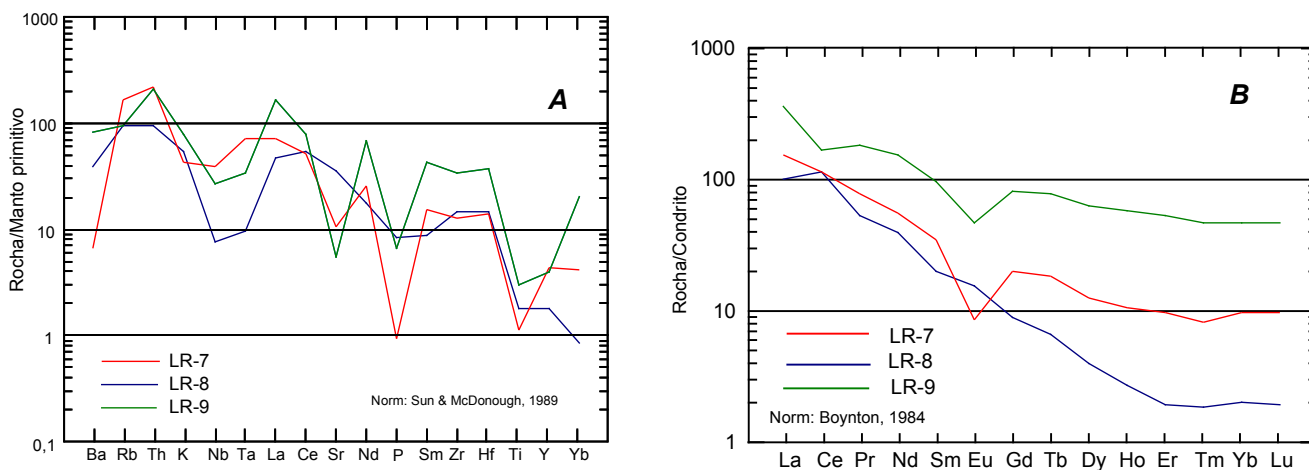 A
Rocha/Manto primitivo
1000
100
10
1
0,1
LR-7
LR-8
LR-9
Norm: Sun & McDonough, 1989
Ba Rb Th K Nb Ta La Ce Sr Nd P Sm Zr Hf Ti Y Yb
B
Rocha/Condrito
1000
100
10
1
LR-7
LR-8
LR-9
Norm: Boynton, 1984
La Ce Pr Nd Sm Eu Gd Tb Dy Ho Er Tm Yb Lu